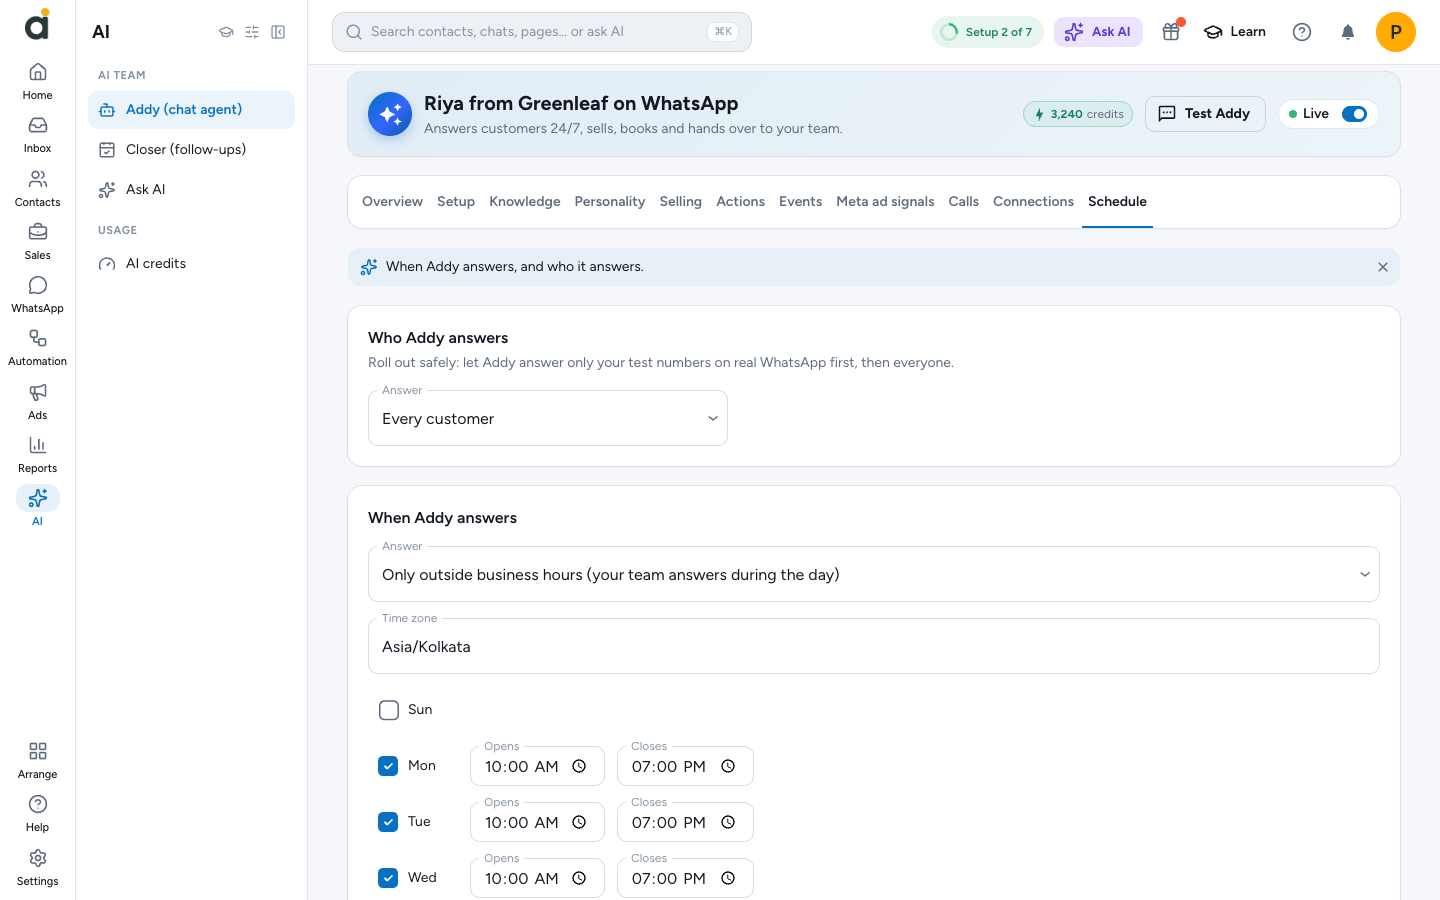 AI
Search contacts, chats, pages... or ask AI
⌘K
Setup 2 of 7
Ask AI
Learn
P
Home
Inbox
Contacts
Sales
WhatsApp
Automation
Ads
Reports
AI
Arrange
Help
Settings
AI TEAM
Addy (chat agent)
Closer (follow-ups)
Ask AI
USAGE
AI credits
Riya from Greenleaf on WhatsApp
Answers customers 24/7, sells, books and hands over to your team.
3,240 credits
Test Addy
Live
Overview Setup Knowledge Personality Selling Actions Events Meta ad signals Calls Connections Schedule
When Addy answers, and who it answers.
Who Addy answers
Roll out safely: let Addy answer only your test numbers on real WhatsApp first, then everyone.
Answer
Every customer
When Addy answers
Answer
Only outside business hours (your team answers during the day)
Time zone
Asia/Kolkata
Sun
Opens Closes
Mon 10:00 AM 07:00 PM
Opens Closes
Tue 10:00 AM 07:00 PM
Opens Closes
Wed 10:00 AM 07:00 PM